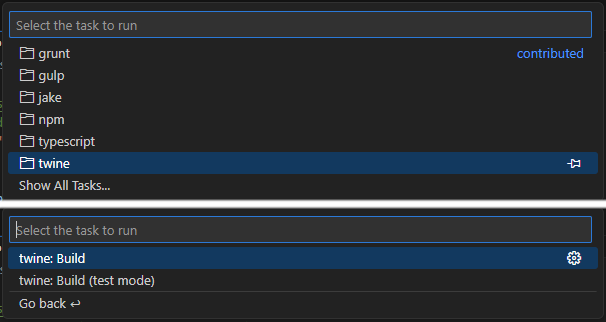 Select the task to run
grunt contributed
gulp
jake
npm
typescript
twine
Show All Tasks...
Select the task to run
twine: Build
twine: Build (test mode)
Go back ↩